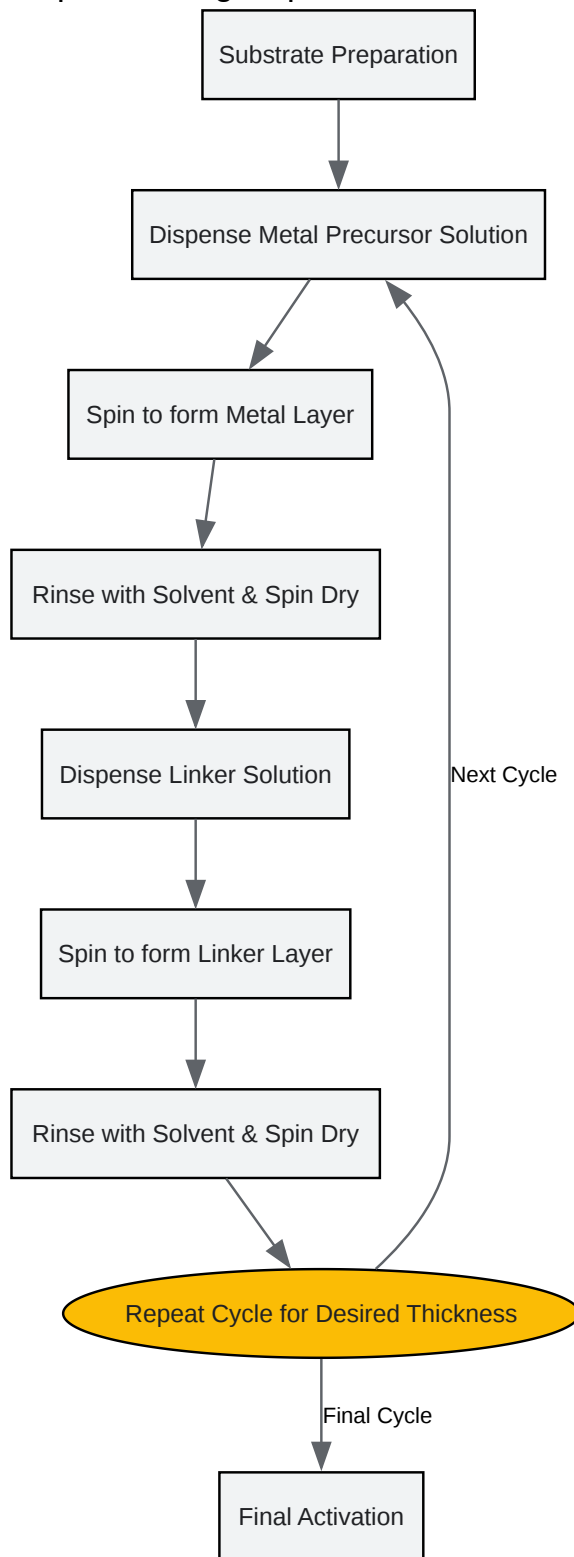 Substrate Preparation
Dispense Metal Precursor Solution
Spin to form Metal Layer
Rinse with Solvent & Spin Dry
Dispense Linker Solution
Next Cycle
Spin to form Linker Layer
Rinse with Solvent & Spin Dry
Repeat Cycle for Desired Thickness
Final Cycle
Final Activation